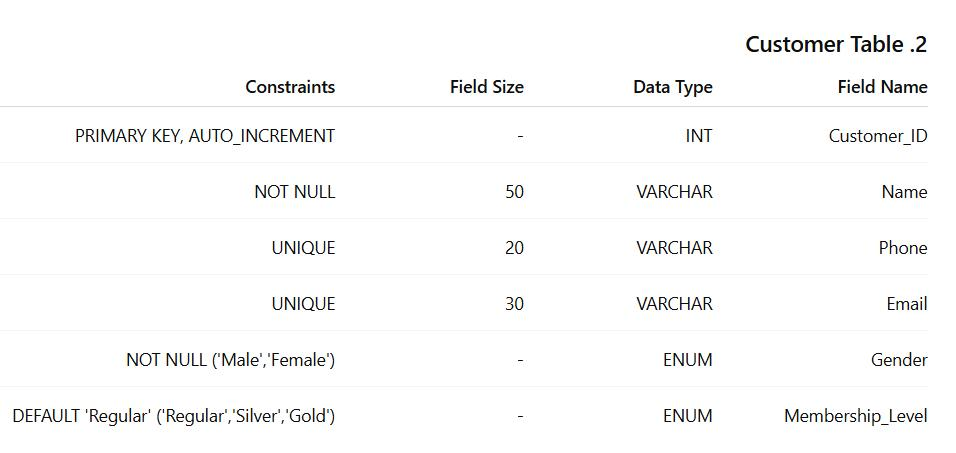 Customer Table .2
Field Name Data Type Field Size Constraints
Customer_ID INT - PRIMARY KEY, AUTO_INCREMENT
Name VARCHAR 50 NOT NULL
Phone VARCHAR 20 UNIQUE
Email VARCHAR 30 UNIQUE
Gender ENUM - NOT NULL ('Male','Female')
Membership_Level ENUM - DEFAULT 'Regular' ('Regular','Silver','Gold')